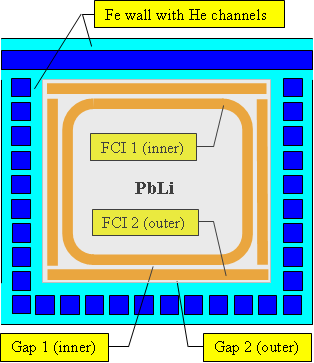 Fe wall with He channels
FCI 1 (inner)
PbLi
FCI 2 (outer)
Gap 1 (inner)
Gap 2 (outer)